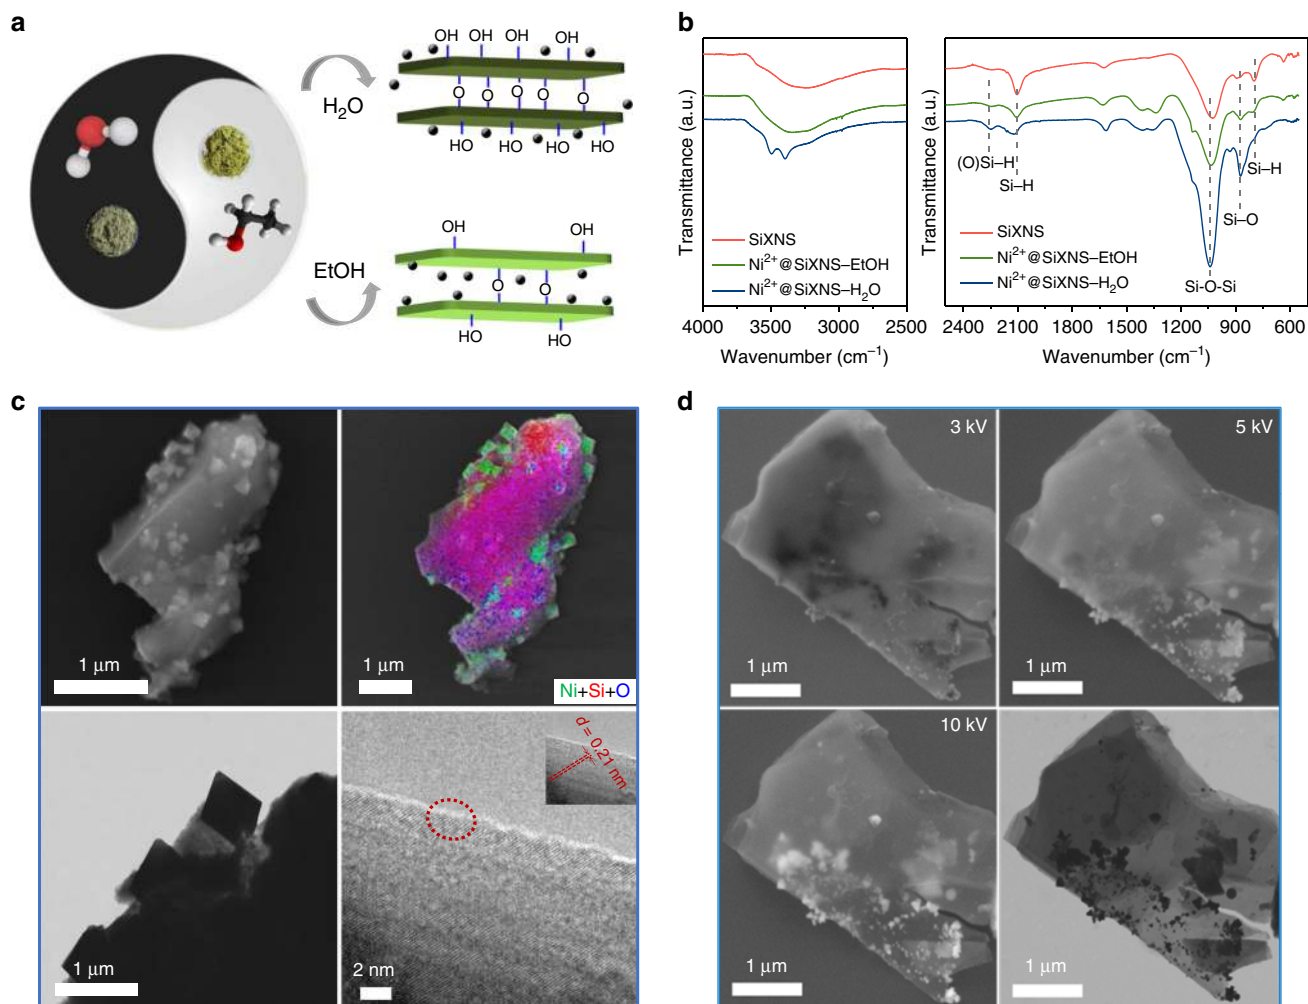 a
OH OH OH OH
H₂O
O O O O O
HO HO HO HO
OH OH
EtOH
O O
HO HO
b
Transmittance (a.u.)
SiXNS
Ni²⁺@SiXNS–EtOH
Ni²⁺@SiXNS–H₂O
4000 3500 3000 2500
Wavenumber (cm⁻¹)
Transmittance (a.u.)
(O)Si–H
Si–H
Si–H
Si–O
Si-O-Si
SiXNS
Ni²⁺@SiXNS–EtOH
Ni²⁺@SiXNS–H₂O
2400 2100 1800 1500 1200 900 600
Wavenumber (cm⁻¹)
c
1 μm
1 μm
Ni+Si+O
1 μm
d = 0.21 nm
2 nm
d
3 kV
1 μm
5 kV
1 μm
10 kV
1 μm
1 μm